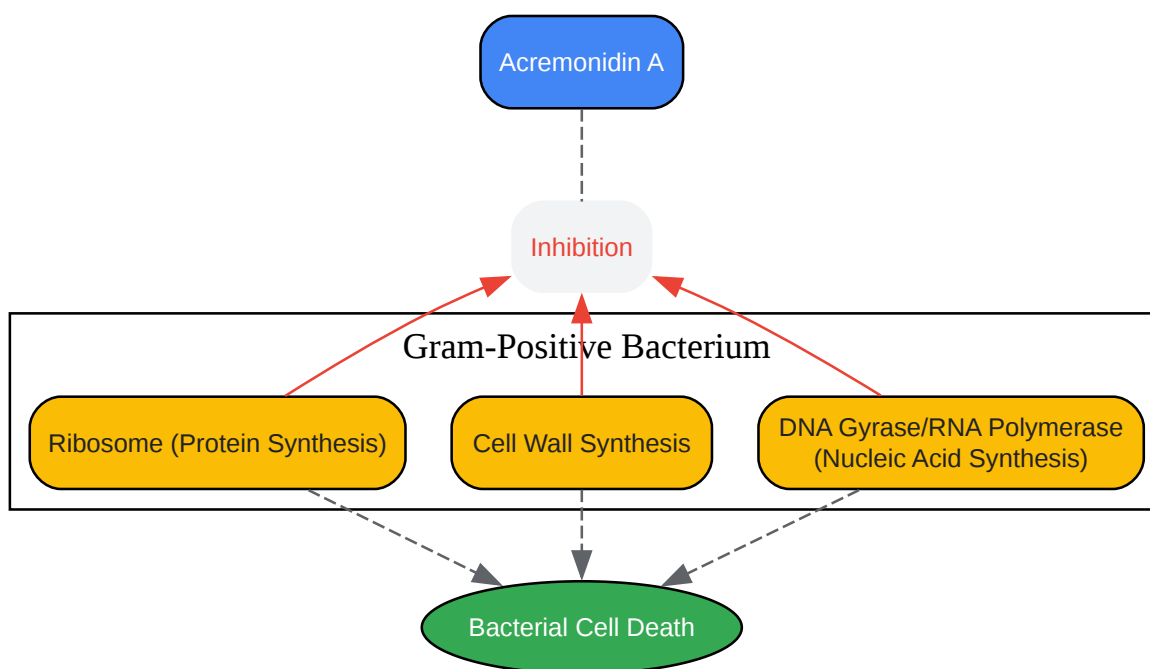 Acremonidin A
Inhibition
Gram-Positive Bacterium
Ribosome (Protein Synthesis)
Cell Wall Synthesis
DNA Gyrase/RNA Polymerase
(Nucleic Acid Synthesis)
Bacterial Cell Death